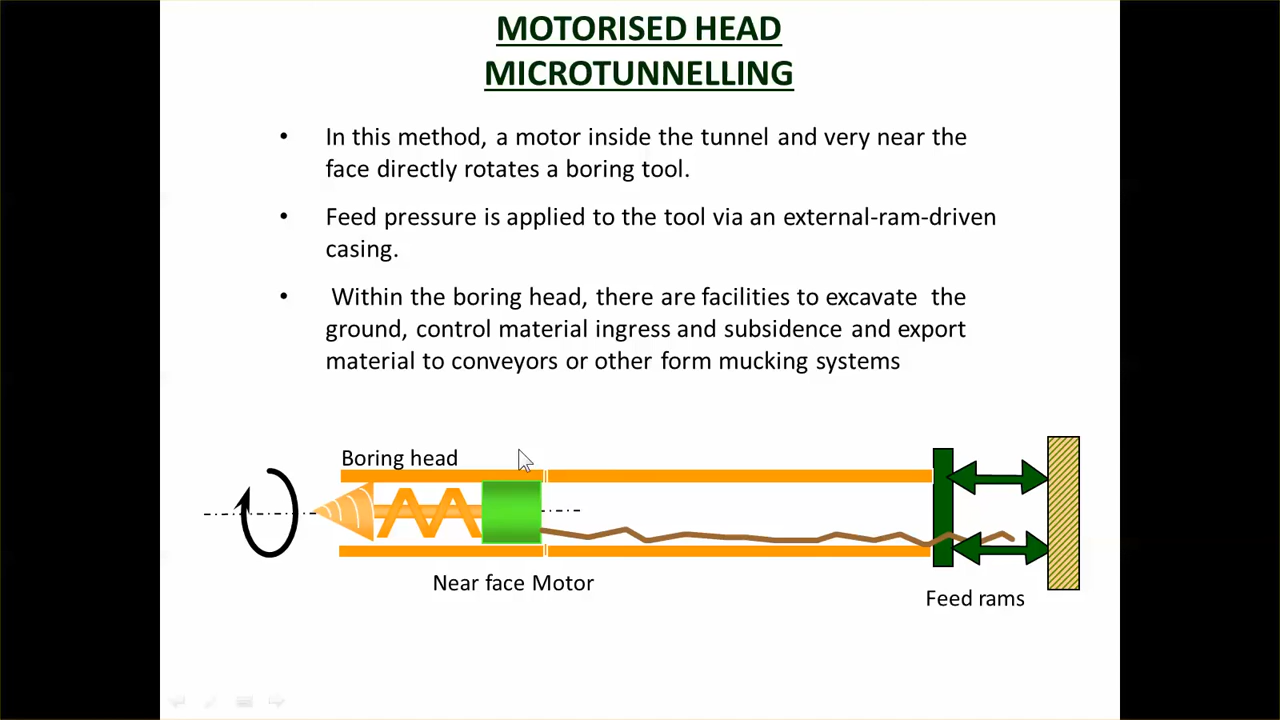 MOTORISED HEAD
MICROTUNNELLING
• In this method, a motor inside the tunnel and very near the
face directly rotates a boring tool.
• Feed pressure is applied to the tool via an external-ram-driven
casing.
• Within the boring head, there are facilities to excavate the
ground, control material ingress and subsidence and export
material to conveyors or other form mucking systems
Boring head
Near face Motor
Feed rams